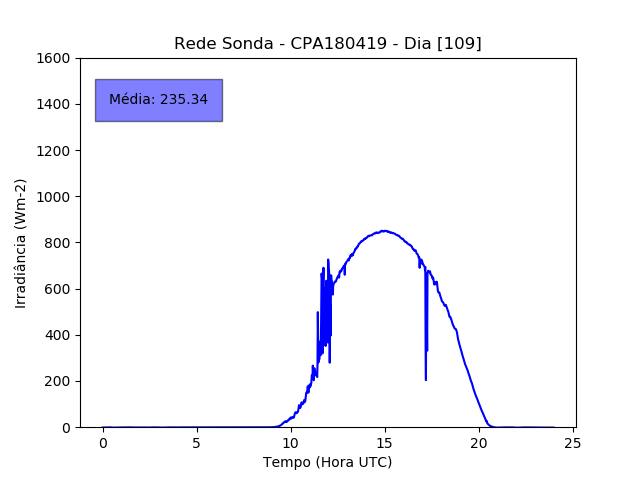 Rede Sonda - CPA180419 - Dia [109]
1600
1400
1200
1000
800
600
400
200
0
Média: 235.34
Irradiância (Wm-2)
0 5 10 15 20 25
Tempo (Hora UTC)